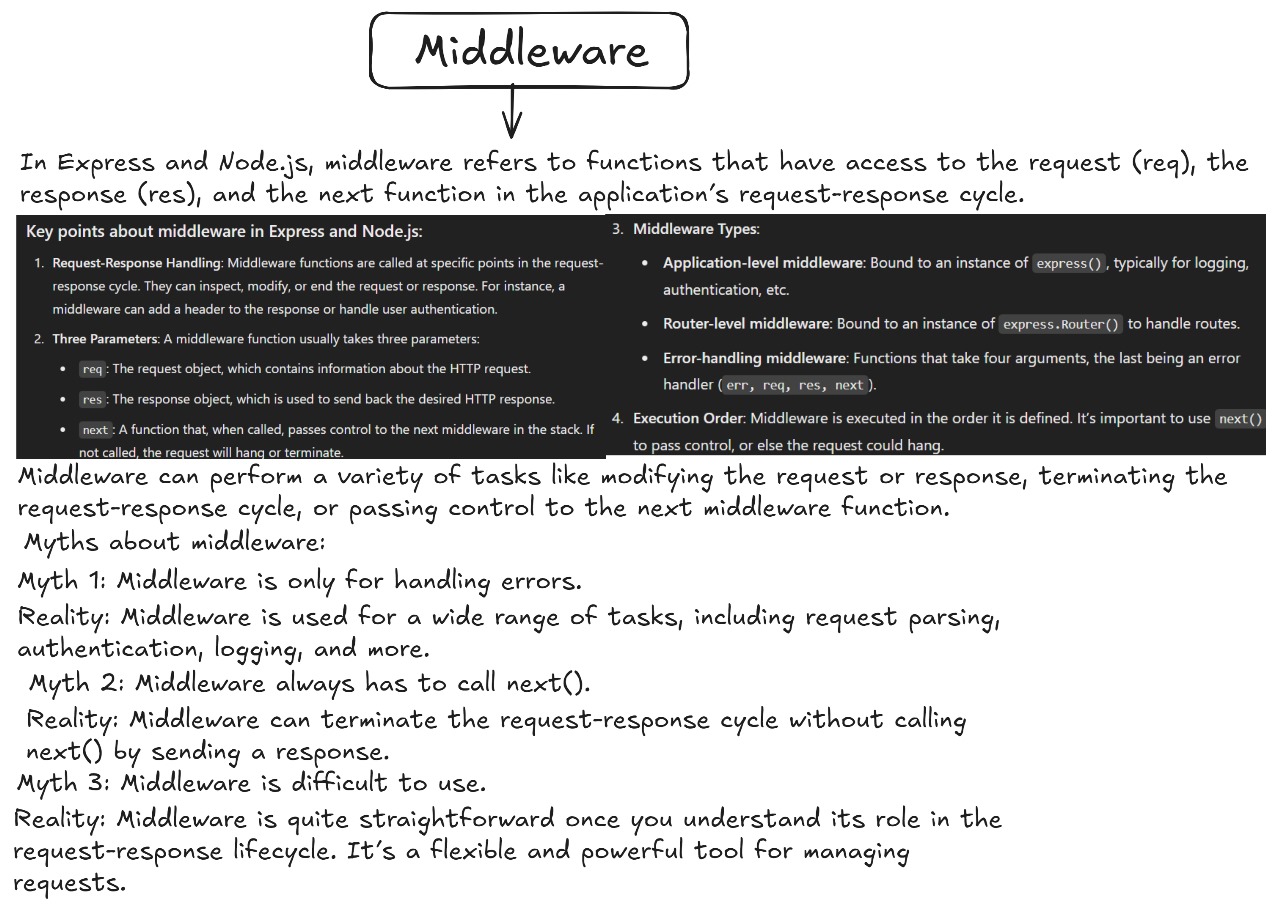 Middleware
In Express and Node.js, middleware refers to functions that have access to the request (req), the
response (res), and the next function in the application's request-response cycle.
Key points about middleware in Express and Node.js:
1. Request-Response Handling: Middleware functions are called at specific points in the request-
response cycle. They can inspect, modify, or end the request or response. For instance, a
middleware can add a header to the response or handle user authentication.
2. Three Parameters: A middleware function usually takes three parameters:
• req: The request object, which contains information about the HTTP request.
• res: The response object, which is used to send back the desired HTTP response.
• next: A function that, when called, passes control to the next middleware in the stack. If
not called, the request will hang or terminate.
3. Middleware Types:
• Application-level middleware: Bound to an instance of express(), typically for logging,
authentication, etc.
• Router-level middleware: Bound to an instance of express.Router() to handle routes.
• Error-handling middleware: Functions that take four arguments, the last being an error
handler (err, req, res, next).
4. Execution Order: Middleware is executed in the order it is defined. It's important to use next()
to pass control, or else the request could hang.
Middleware can perform a variety of tasks like modifying the request or response, terminating the
request-response cycle, or passing control to the next middleware function.
Myths about middleware:
Myth 1: Middleware is only for handling errors.
Reality: Middleware is used for a wide range of tasks, including request parsing,
authentication, logging, and more.
Myth 2: Middleware always has to call next().
Reality: Middleware can terminate the request-response cycle without calling
next() by sending a response.
Myth 3: Middleware is difficult to use.
Reality: Middleware is quite straightforward once you understand its role in the
request-response lifecycle. It's a flexible and powerful tool for managing
requests.